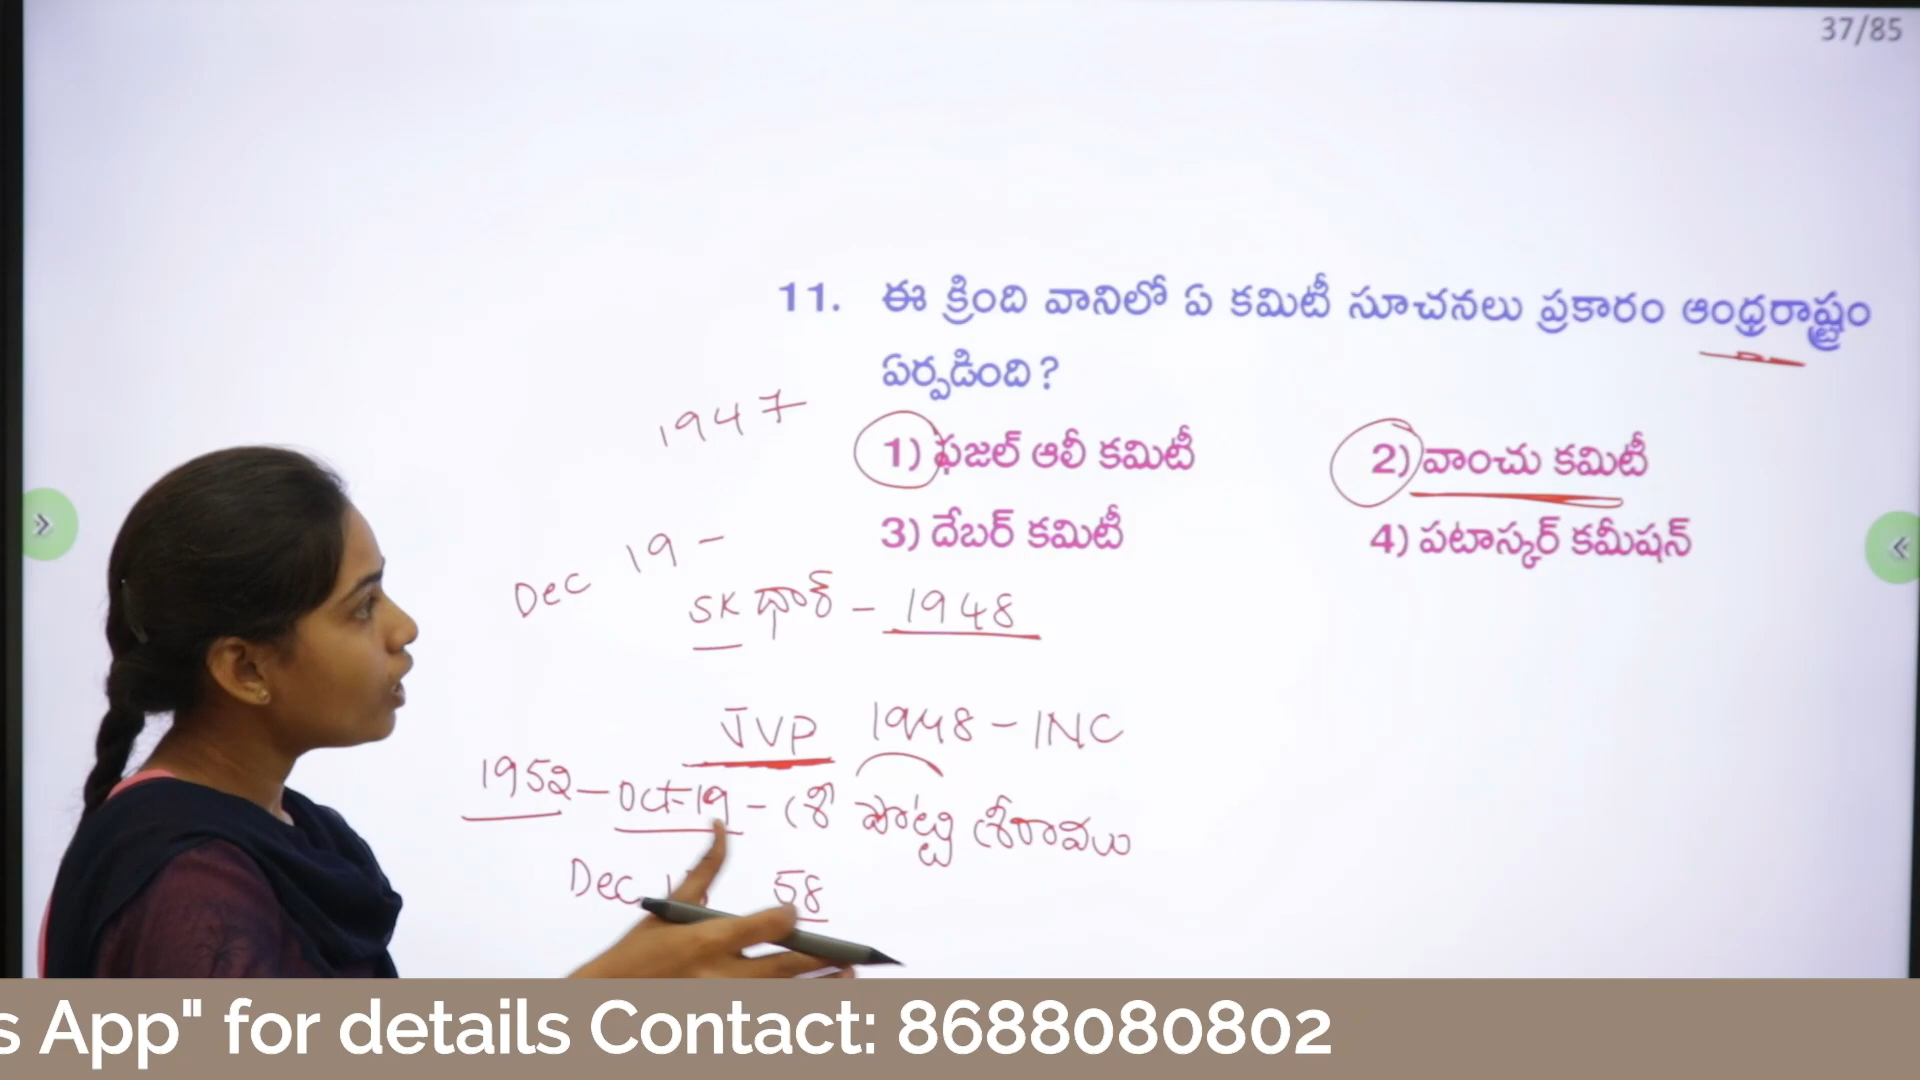 37/85
11. ఈ క్రింది వానిలో ఏ కమిటీ సూచనలు ప్రకారం ఆంధ్రరాష్ట్రం
ఏర్పడింది?
1) ఫజల్ ఆలీ కమిటీ
2) వాంచు కమిటీ
3) దేబర్ కమిటీ
4) పటాస్కర్ కమీషన్
1947
Dec 19 -
SK థార్ - 1948
JVP 1948 - INC
1952 - Oct-19 - శ్రీ పొట్టి శ్రీరాములు
Dec 58
s App" for details Contact: 8688080802